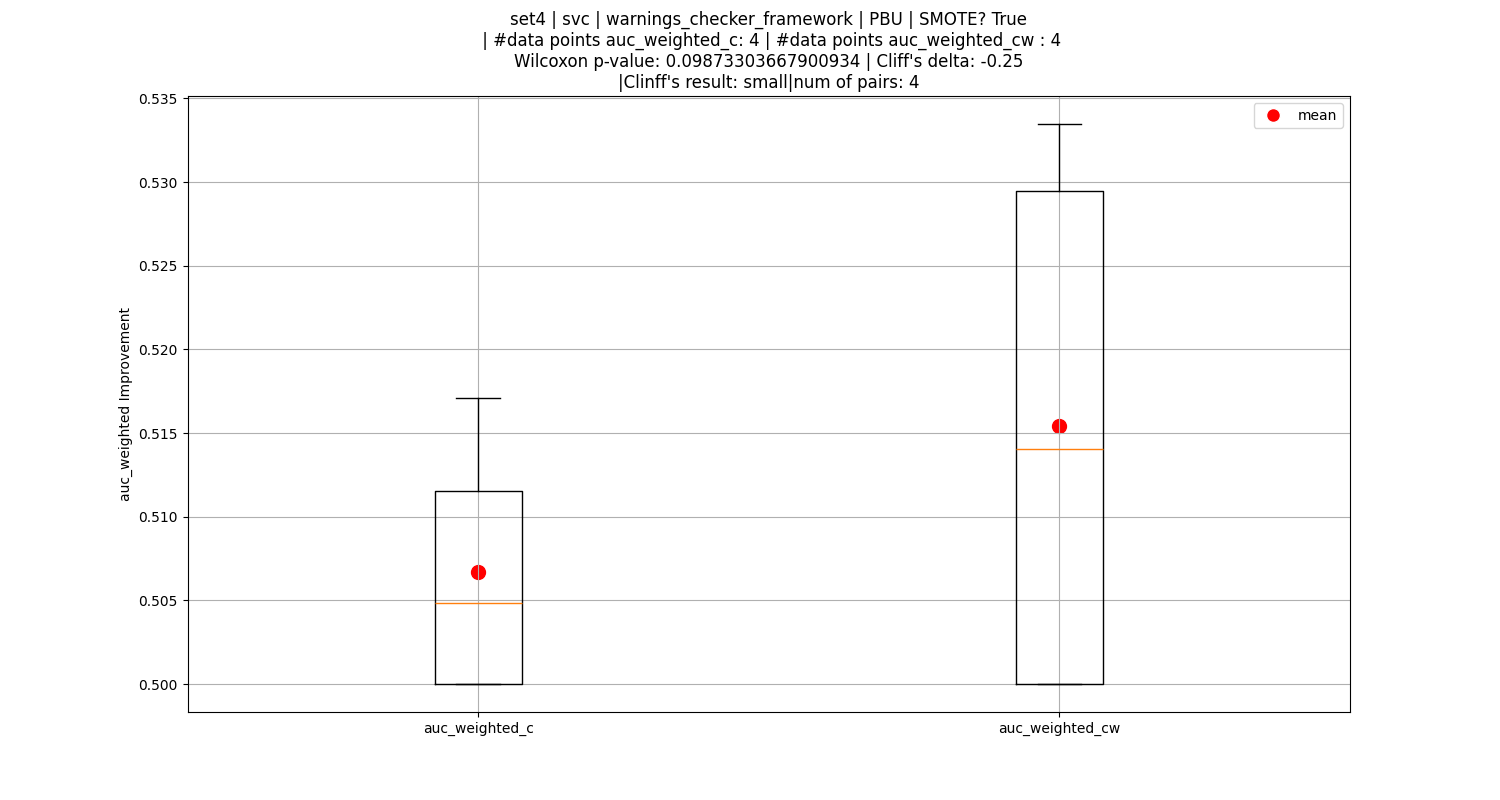 set4 | svc | warnings_checker_framework | PBU | SMOTE? True
| #data points auc_weighted_c: 4 | #data points auc_weighted_cw : 4
Wilcoxon p-value: 0.09873303667900934 | Cliff's delta: -0.25
|Clinff's result: small|num of pairs: 4
mean
auc_weighted Improvement
0.535
0.530
0.525
0.520
0.515
0.510
0.505
0.500
auc_weighted_c
auc_weighted_cw